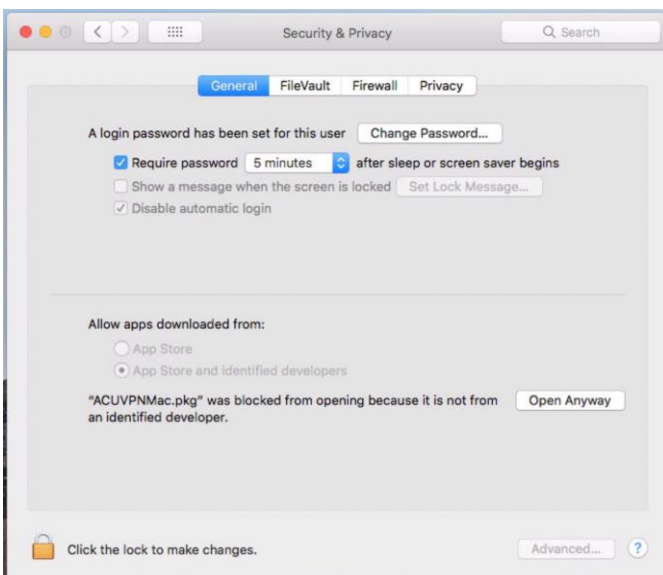 Security & Privacy
Search
General FileVault Firewall Privacy
A login password has been set for this user Change Password...
Require password 5 minutes after sleep or screen saver begins
Show a message when the screen is locked Set Lock Message...
Disable automatic login
Allow apps downloaded from:
App Store
App Store and identified developers
“ACUVPNMac.pkg” was blocked from opening because it is not from Open Anyway
an identified developer.
Click the lock to make changes.
Advanced... ?